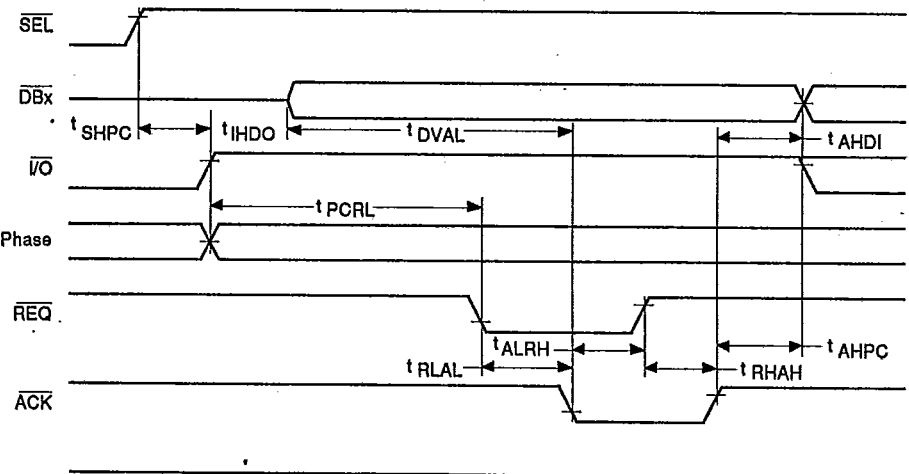 SEL
DBx
t SHPC
t IHDO
t DVAL
t AHDI
I/O
t PCRL
Phase
REQ
t ALRH
t AHPC
t RLAL
t RHAH
ACK